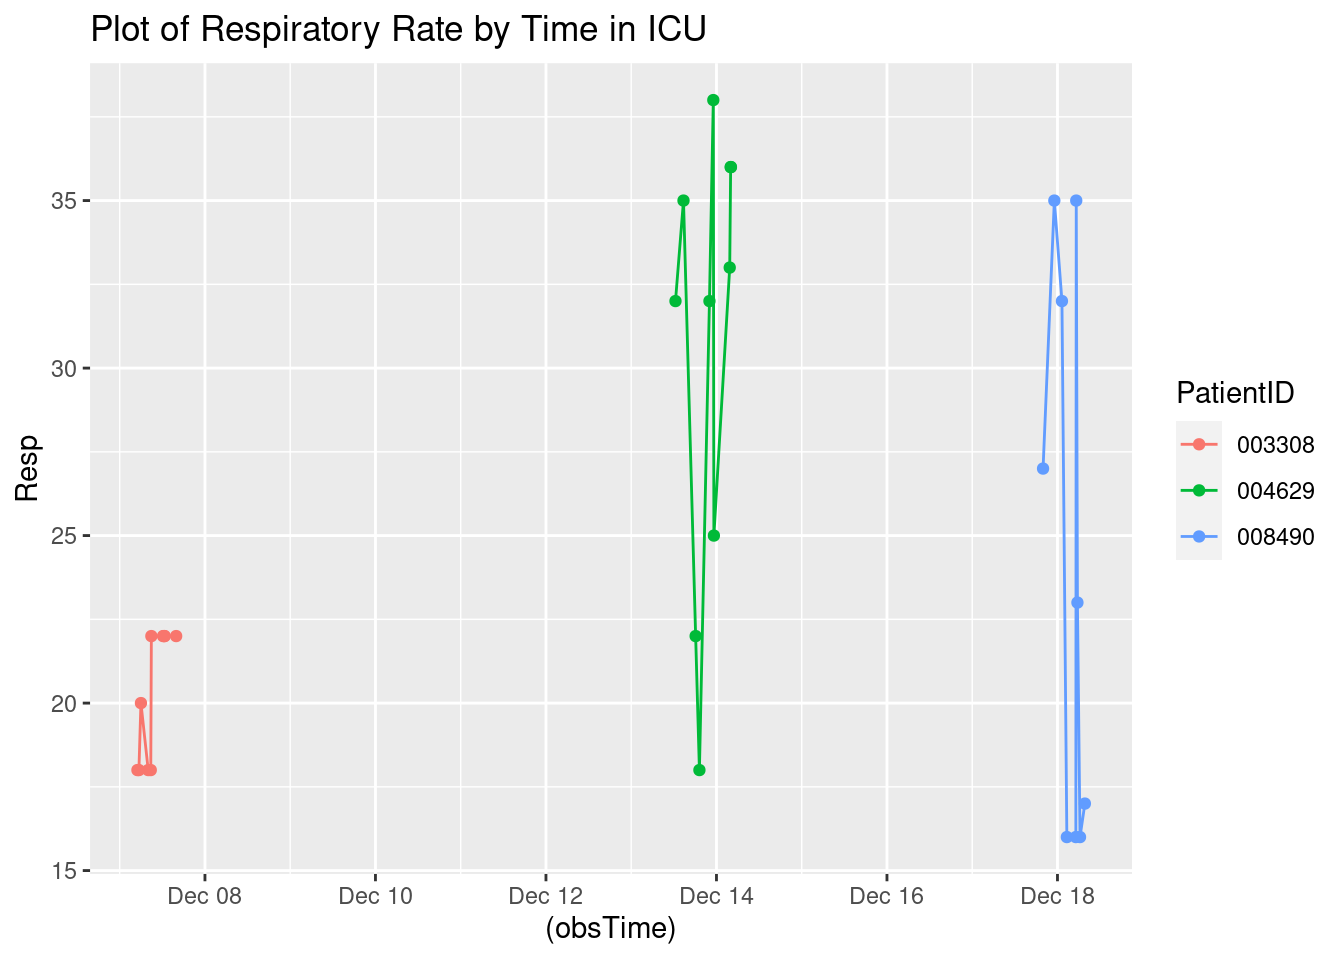 Plot of Respiratory Rate by Time in ICU
Resp
35
30
25
20
15
Dec 08 Dec 10 Dec 12 Dec 14 Dec 16 Dec 18
(obsTime)
PatientID
003308
004629
008490